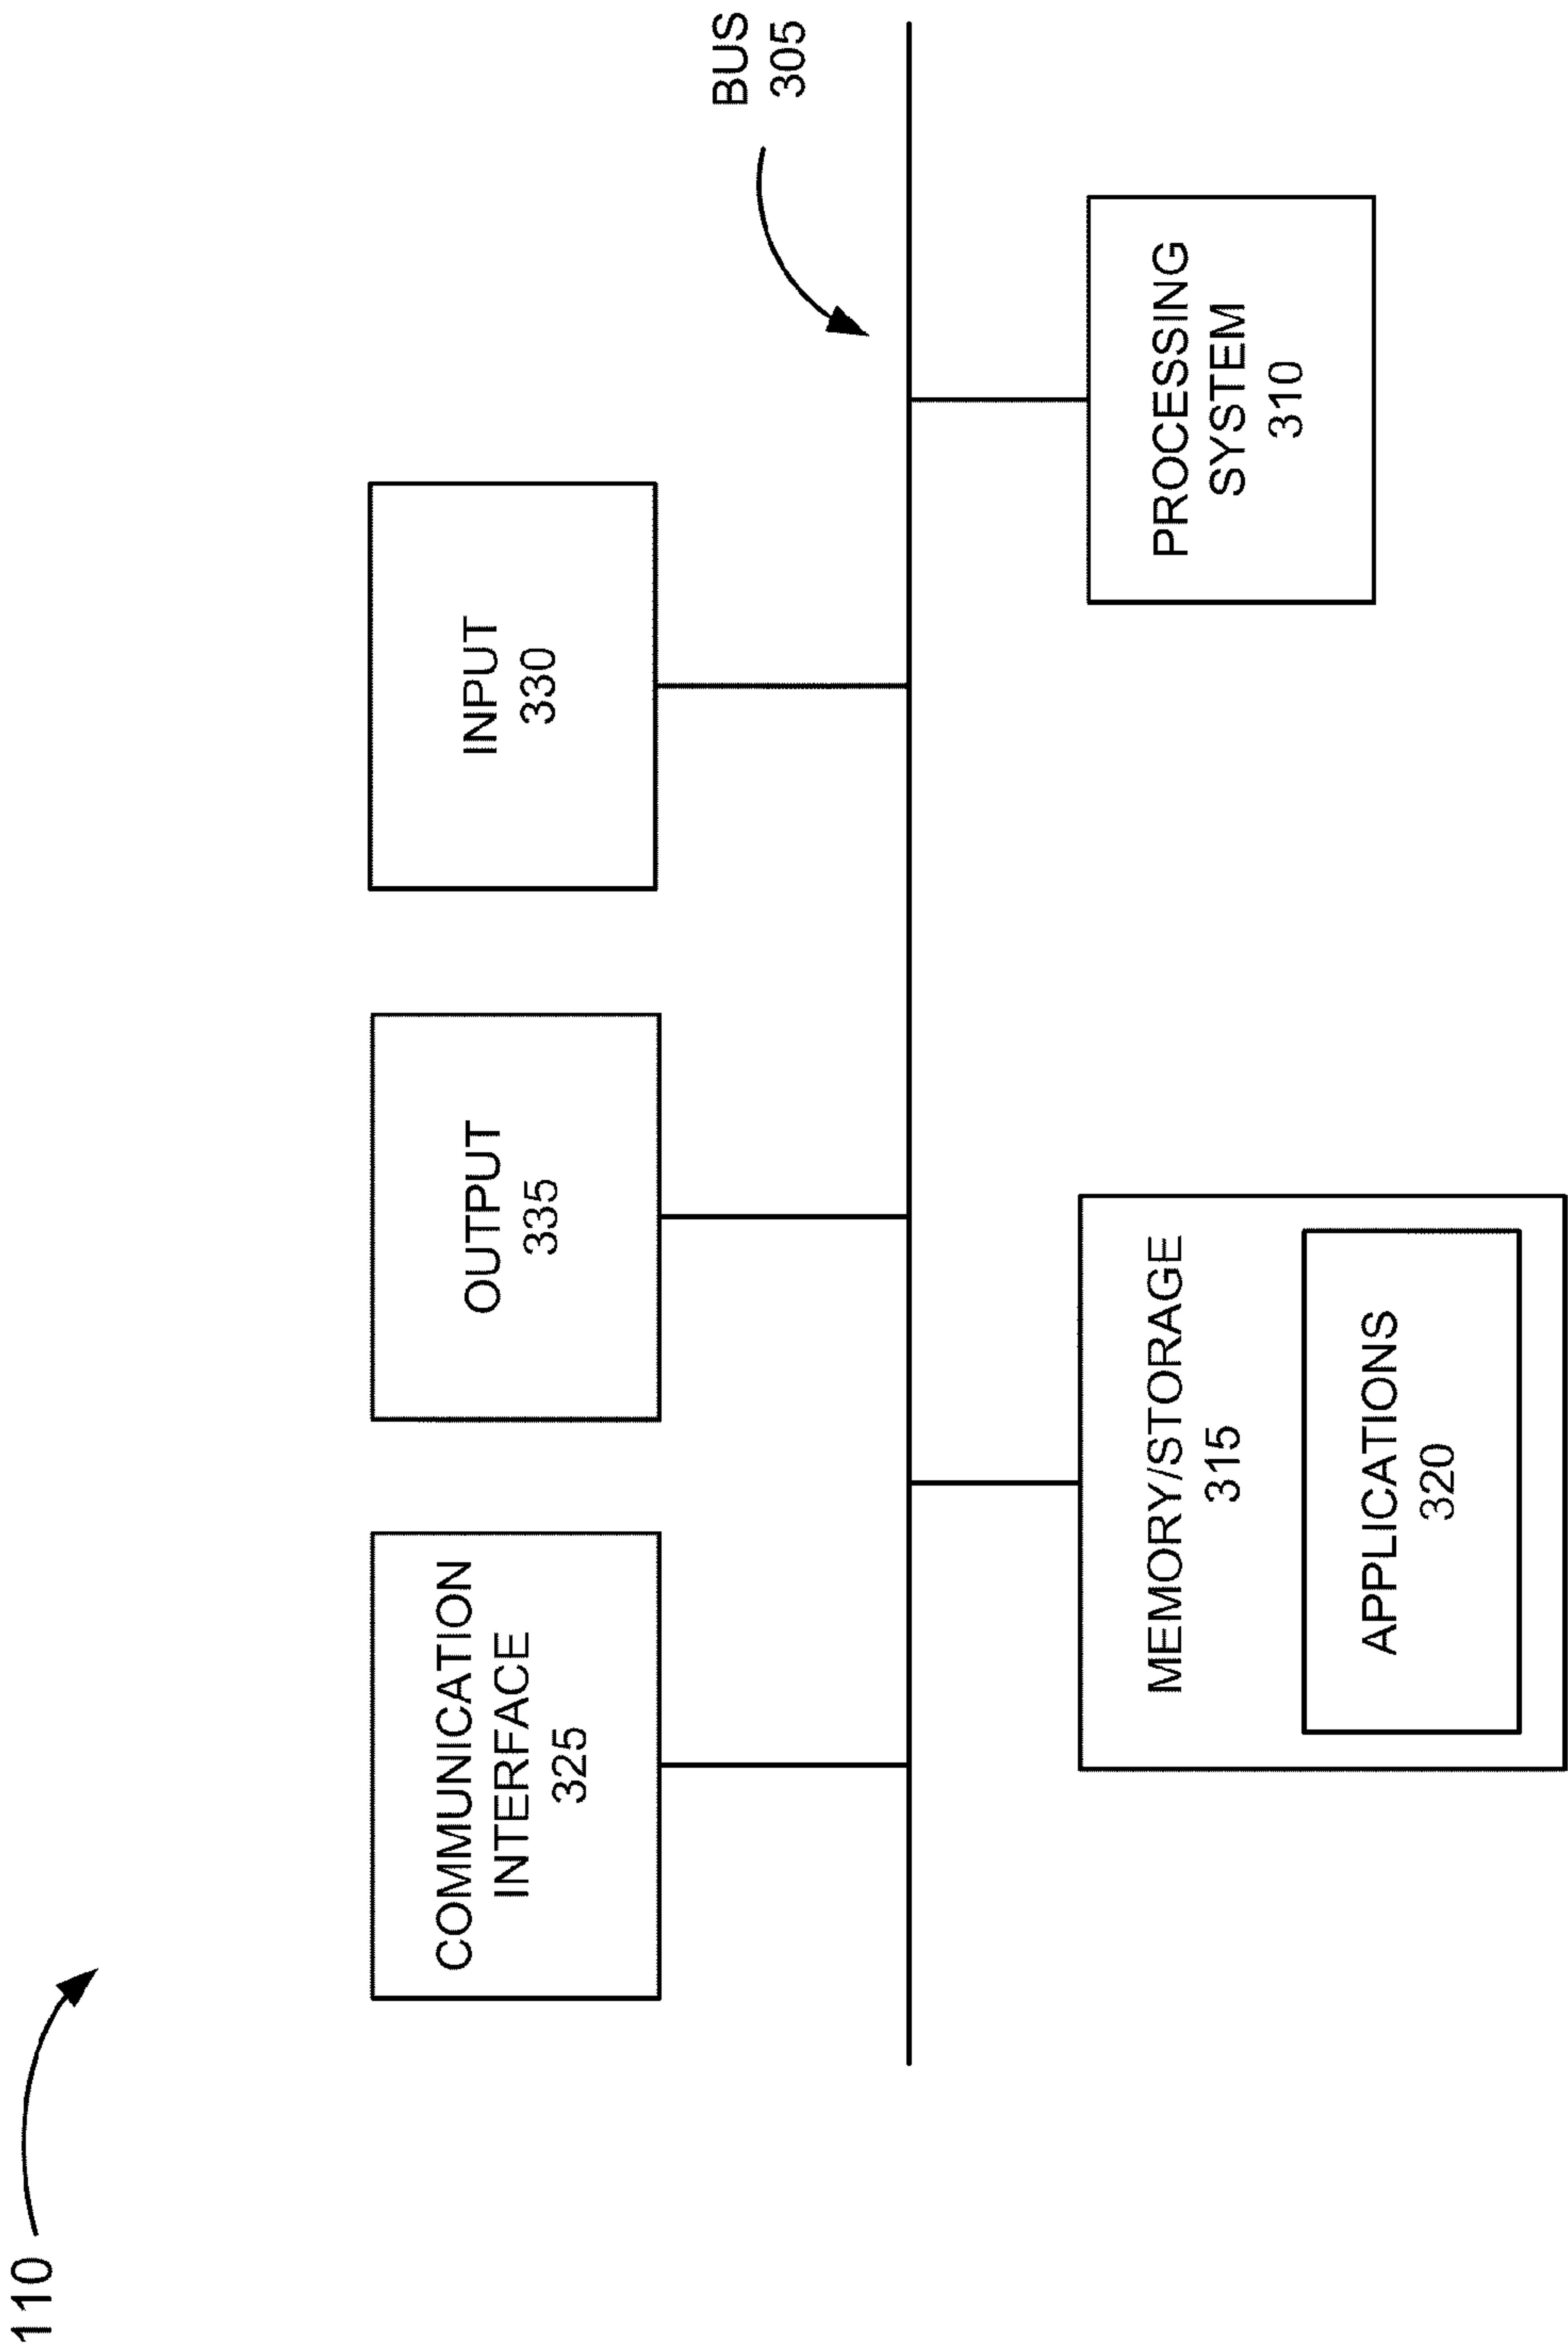 110
COMMUNICATION
INTERFACE
325
OUTPUT
335
INPUT
330
BUS
305
MEMORY/STORAGE
315
APPLICATIONS
320
PROCESSING
SYSTEM
310